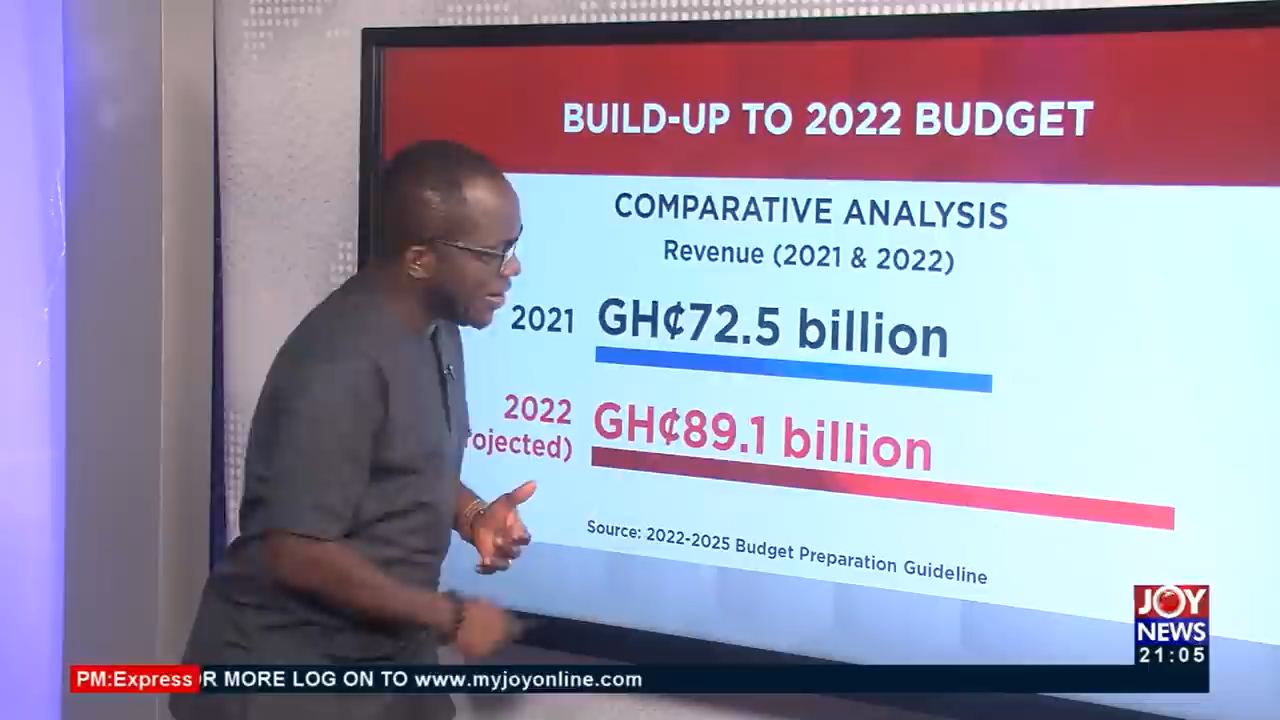 BUILD-UP TO 2022 BUDGET
COMPARATIVE ANALYSIS
Revenue (2021 & 2022)
2021 GH¢72.5 billion
2022 GH¢89.1 billion
rojected)
Source: 2022-2025 Budget Preparation Guideline
JOY
NEWS
21:05
PM:Express R MORE LOG ON TO www.myjoyonline.com